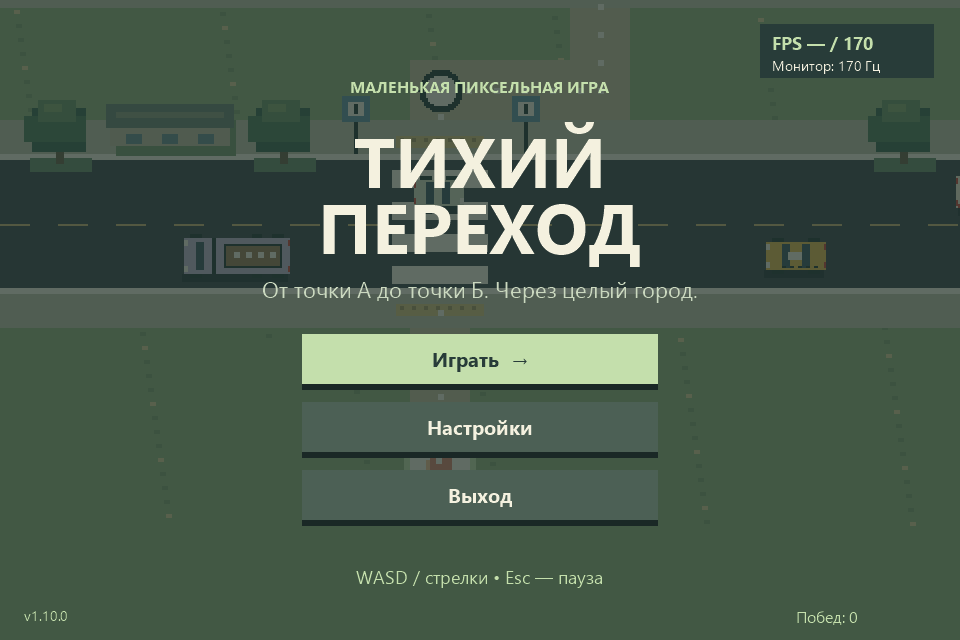 FPS — / 170
Монитор: 170 Гц
МАЛЕНЬКАЯ ПИКСЕЛЬНАЯ ИГРА
ТИХИЙ
ПЕРЕХОД
От точки А до точки Б. Через целый город.
Играть →
Настройки
Выход
WASD / стрелки • Esc — пауза
v1.10.0
Побед: 0